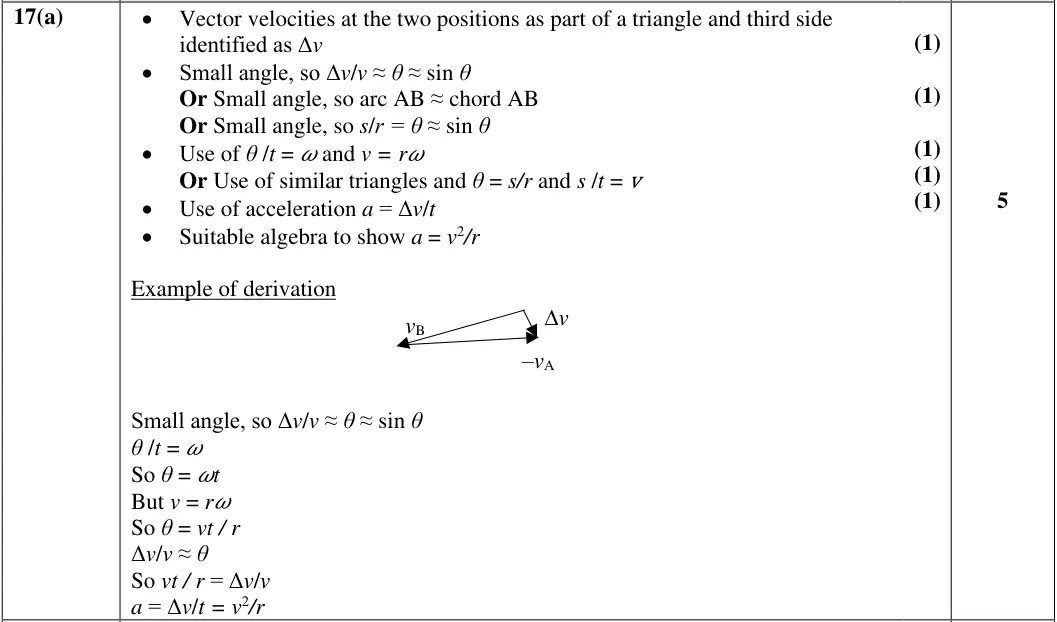 17(a)
• Vector velocities at the two positions as part of a triangle and third side
identified as Δv (1)
• Small angle, so Δv/v ≈ θ ≈ sin θ
Or Small angle, so arc AB ≈ chord AB (1)
Or Small angle, so s/r = θ ≈ sin θ
• Use of θ /t = ω and v = rω (1)
Or Use of similar triangles and θ = s/r and s /t = v (1)
• Use of acceleration a = Δv/t (1) 5
• Suitable algebra to show a = v²/r
Example of derivation
vB Δv
–vA
Small angle, so Δv/v ≈ θ ≈ sin θ
θ /t = ω
So θ = ωt
But v = rω
So θ = vt / r
Δv/v ≈ θ
So vt / r = Δv/v
a = Δv/t = v²/r